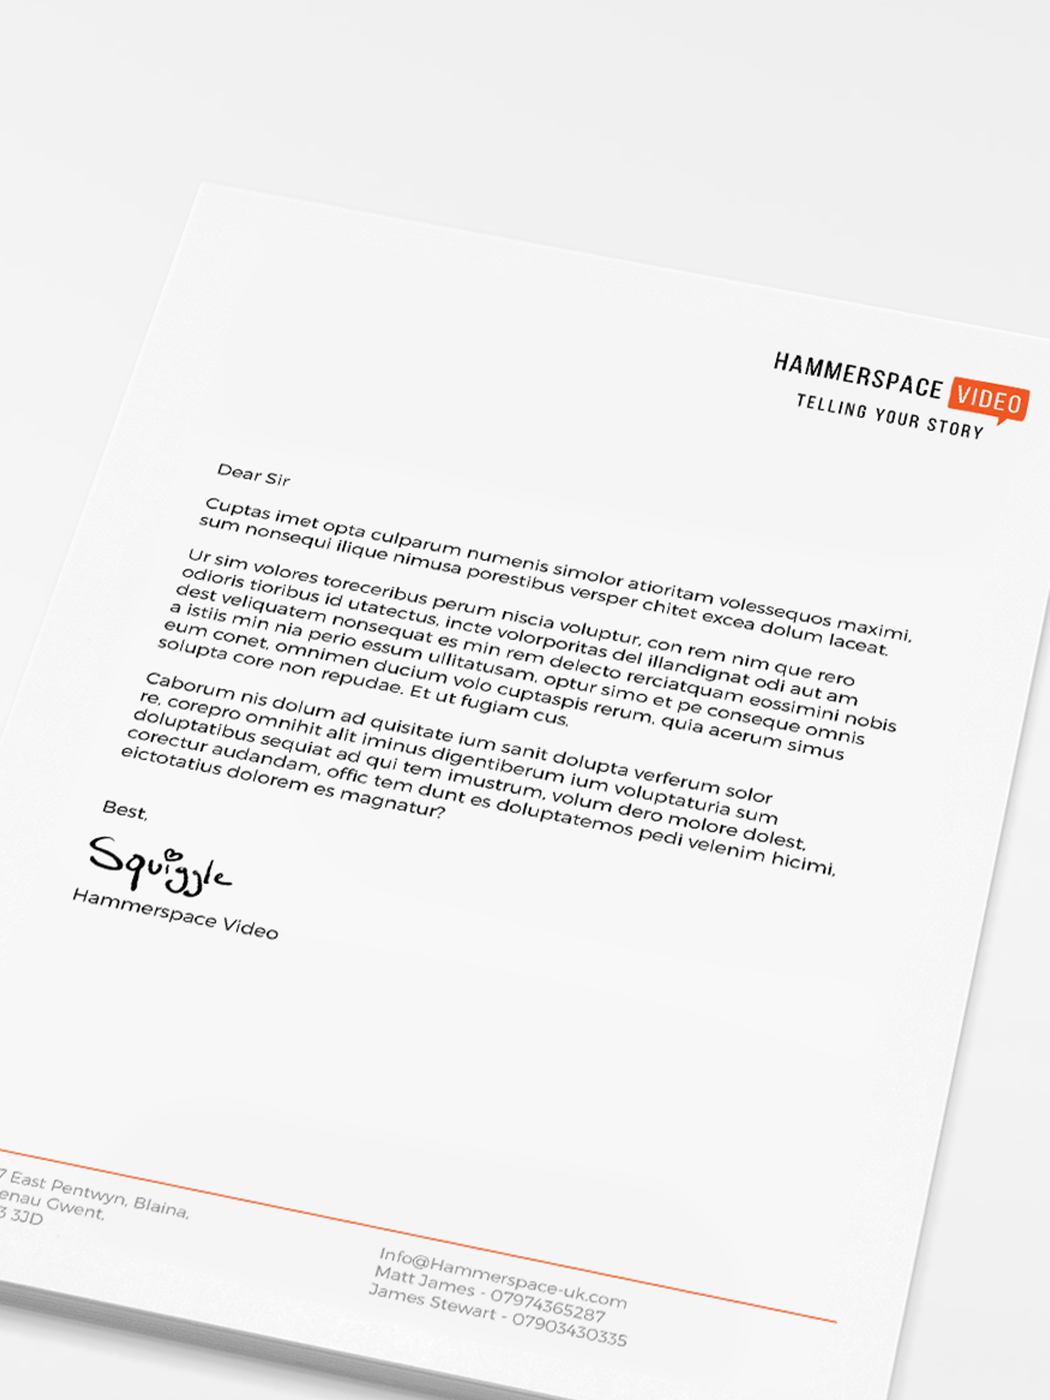 HAMMERSPACE VIDEO
TELLING YOUR STORY
Dear Sir
Cuptas imet opta culparum numenis simolor atioritam volessequos maximi,
sum nonsequi ilique nimusa porestibus versper chitet excea dolum laceat.
Ur sim volores toreceribus perum niscia voluptur, con rem nim que rero
odioris tioribus id utatectus, incte volorporitas del illandignat odi aut am
dest veliquatem nonsequat es min rem delecto rerciatquam eossimini nobis
a istiis min nia perio essum ullitatusam, optur simo et pe conseque omnis
eum conet, omnimen ducium volo cuptaspis rerum, quia acerum simus
solupta core non repudae. Et ut fugiam cus,
Caborum nis dolum ad quisitate ium sanit dolupta verferum solor
re, corepro omnihit alit iminus digentiberum ium voluptaturia sum
doluptatibus sequiat ad qui tem imustrum, volum dero molore dolest,
corectur audandam, offic tem dunt es doluptatemos pedi velenim hicimi,
eictotatius dolorem es magnatur?
Best,
Squiggle
Hammerspace Video
7 East Pentwyn, Blaina,
enau Gwent,
3 3JD
Info@Hammerspace-uk.com
Matt James - 07974365287
James Stewart - 07903430335